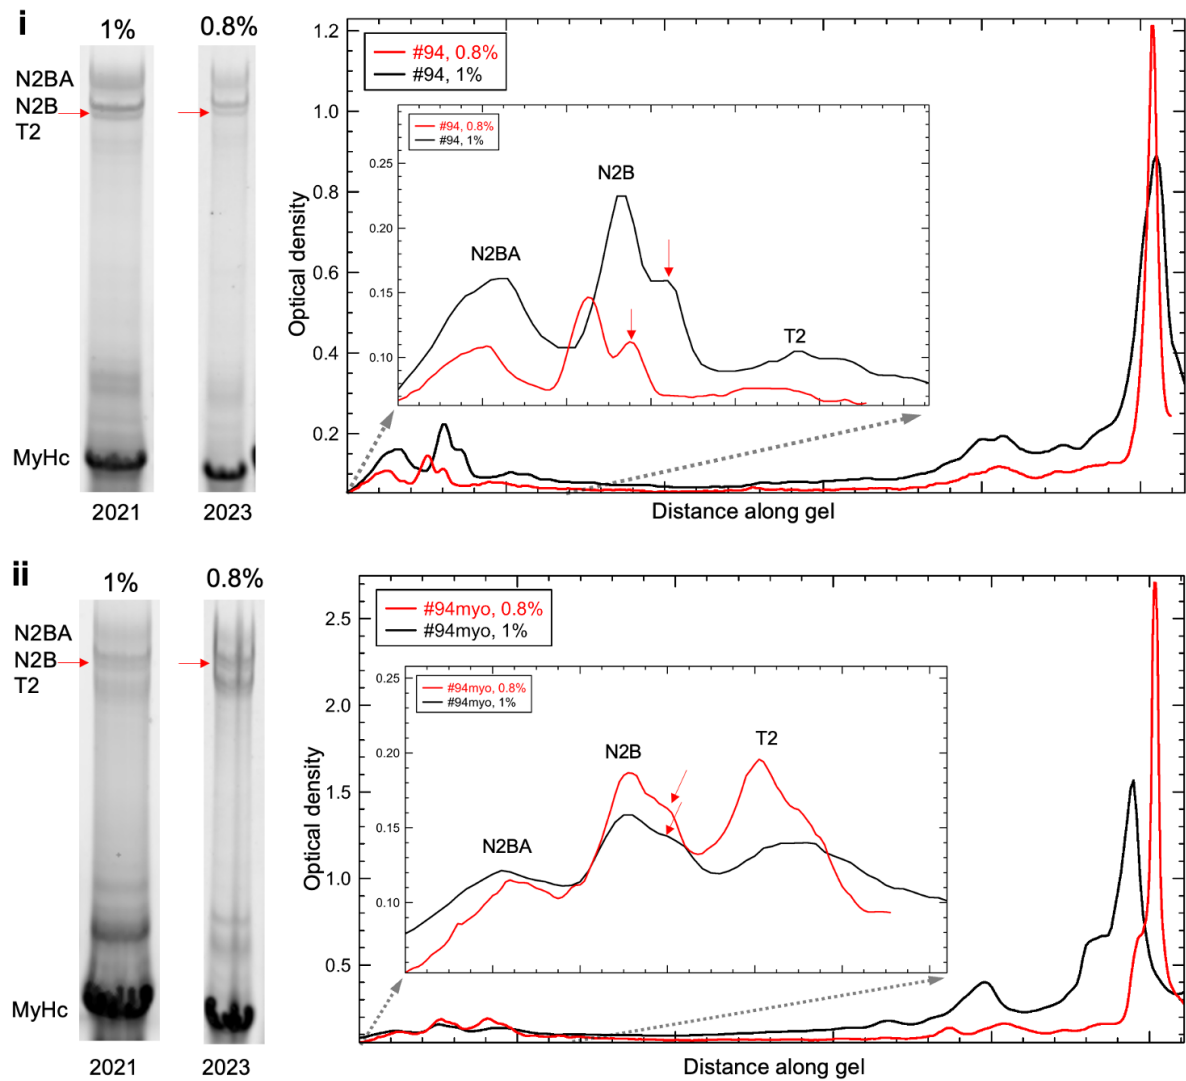 i
1%
0.8%
N2BA
N2B
T2
MyHc
2021
2023
#94, 0.8%
#94, 1%
1.2
1.0
0.8
0.6
0.4
0.2
Optical density
Distance along gel
#94, 0.8%
#94, 1%
0.25
0.20
0.15
0.10
N2BA
N2B
T2
ii
1%
0.8%
N2BA
N2B
T2
MyHc
2021
2023
#94myo, 0.8%
#94myo, 1%
2.5
2.0
1.5
1.0
0.5
Optical density
Distance along gel
#94myo, 0.8%
#94myo, 1%
0.25
0.20
0.15
0.10
N2BA
N2B
T2